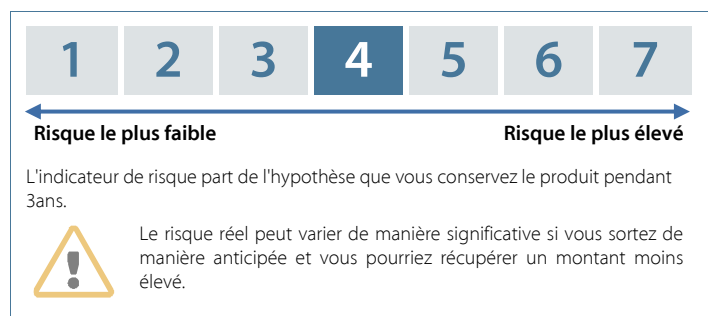 1 2 3 4 5 6 7
Risque le plus faible Risque le plus élevé
L'indicateur de risque part de l'hypothèse que vous conservez le produit pendant
3ans.
Le risque réel peut varier de manière significative si vous sortez de
manière anticipée et vous pourriez récupérer un montant moins
élevé.